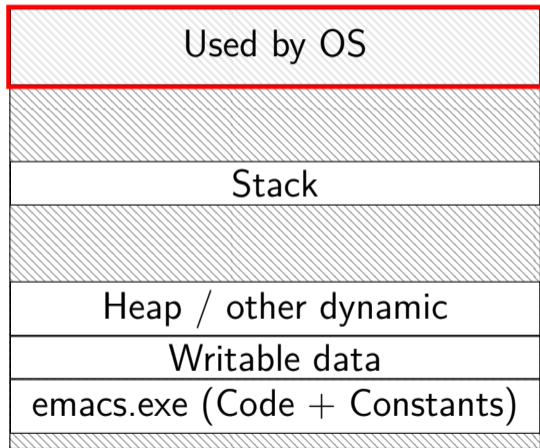 Used by OS
Stack
Heap / other dynamic
Writable data
emacs.exe (Code + Constants)